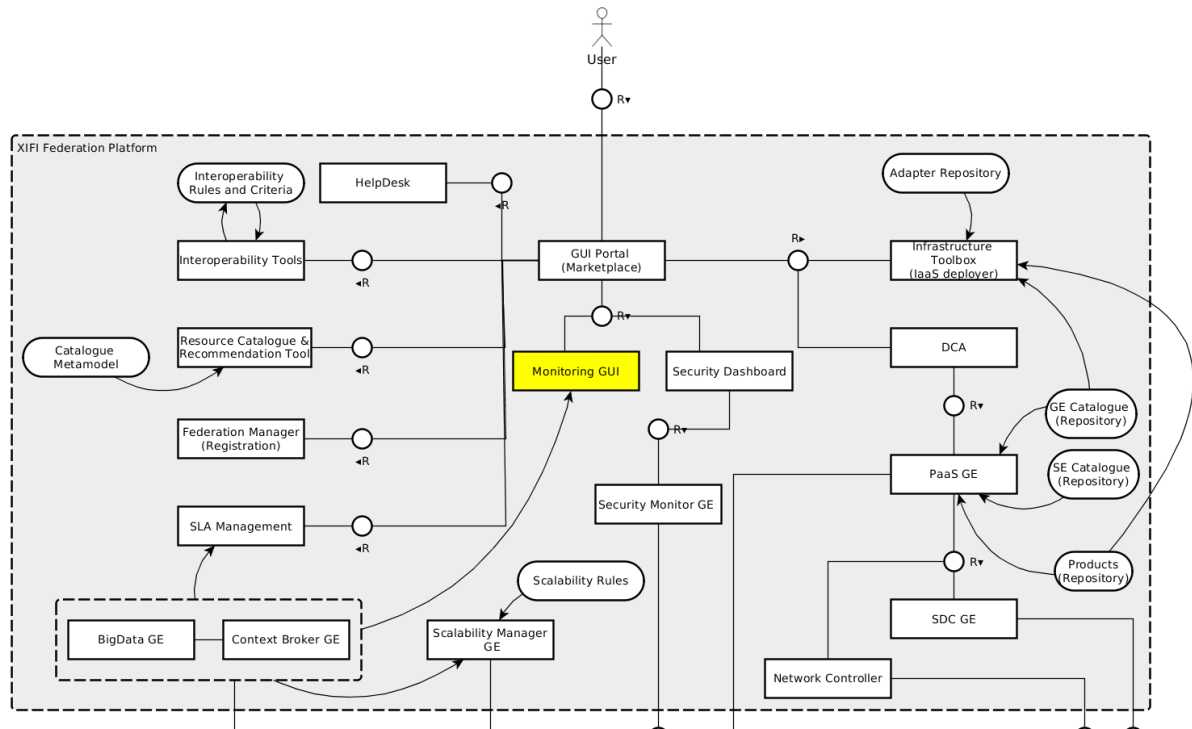 User
R▾
XIFI Federation Platform
Interoperability
Rules and Criteria
HelpDesk
◂R
Adapter Repository
Interoperability Tools
◂R
GUI Portal
(Marketplace)
R▸
Infrastructure
Toolbox
(IaaS deployer)
R▾
Catalogue
Metamodel
Resource Catalogue &
Recommendation Tool
◂R
Monitoring GUI
Security Dashboard
DCA
R▾
GE Catalogue
(Repository)
Federation Manager
(Registration)
◂R
R▾
PaaS GE
SE Catalogue
(Repository)
Security Monitor GE
SLA Management
◂R
R▾
Products
(Repository)
Scalability Rules
BigData GE
Context Broker GE
Scalability Manager
GE
SDC GE
Network Controller